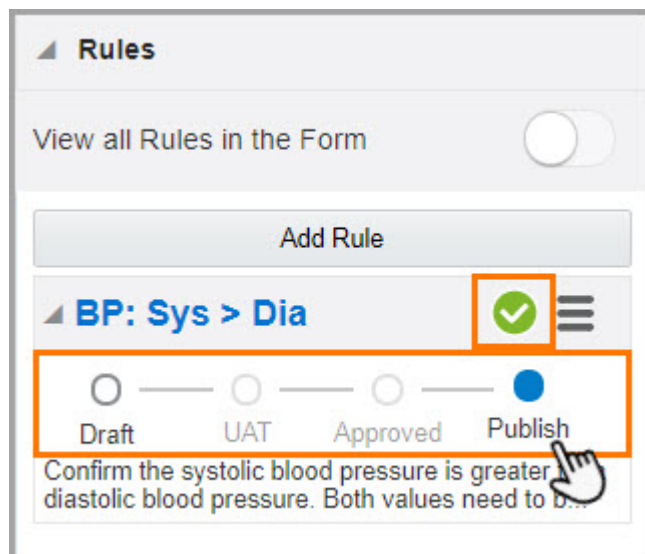 Rules
View all Rules in the Form
Add Rule
BP: Sys > Dia
Draft UAT Approved Publish
Confirm the systolic blood pressure is greater
diastolic blood pressure. Both values need to b...